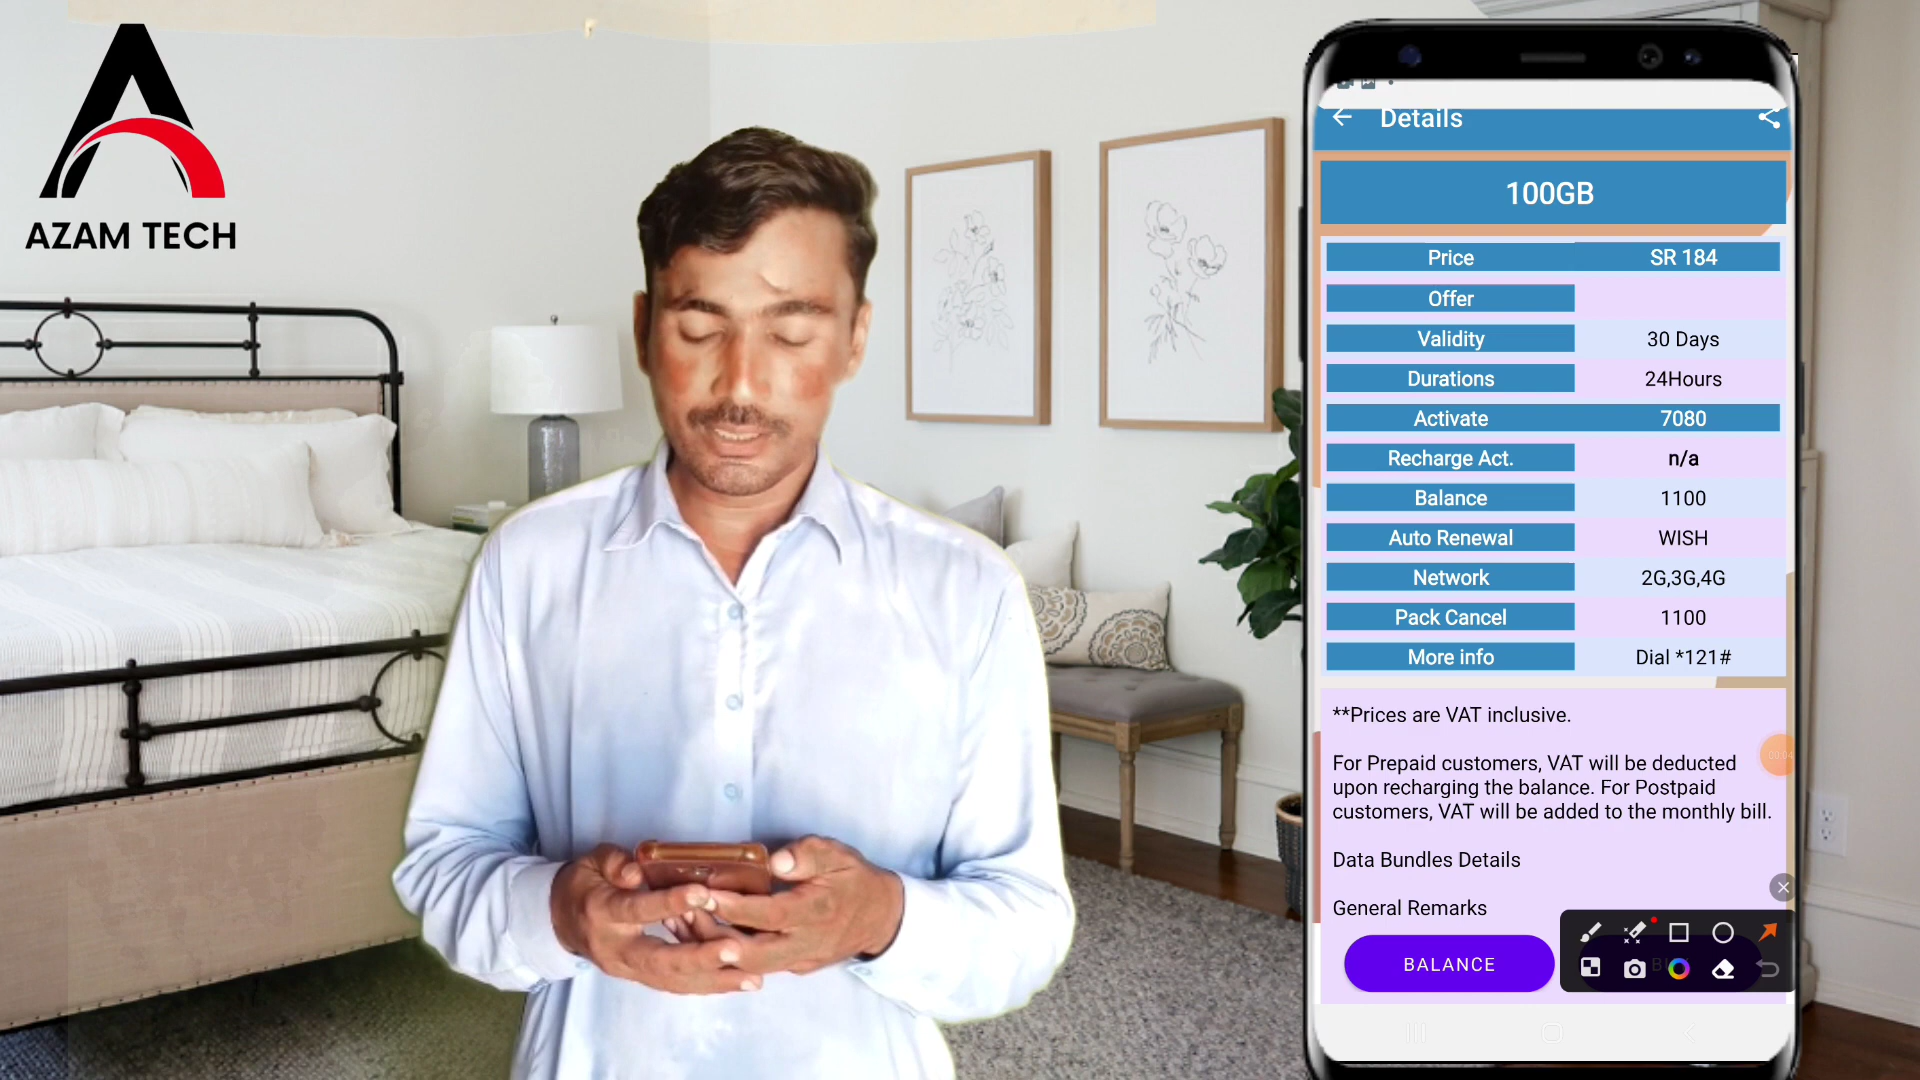 AZAM TECH
Details
100GB
Price SR 184
Offer
Validity 30 Days
Durations 24Hours
Activate 7080
Recharge Act. n/a
Balance 1100
Auto Renewal WISH
Network 2G,3G,4G
Pack Cancel 1100
More info Dial *121#
**Prices are VAT inclusive.
For Prepaid customers, VAT will be deducted
upon recharging the balance. For Postpaid
customers, VAT will be added to the monthly bill.
Data Bundles Details
General Remarks
BALANCE